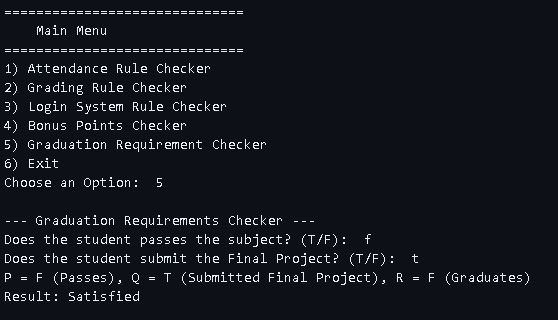 ==============================
    Main Menu
==============================
1) Attendance Rule Checker
2) Grading Rule Checker
3) Login System Rule Checker
4) Bonus Points Checker
5) Graduation Requirement Checker
6) Exit
Choose an Option:  5

--- Graduation Requirements Checker ---
Does the student passes the subject? (T/F):  f
Does the student submit the Final Project? (T/F):  t
P = F (Passes), Q = T (Submitted Final Project), R = F (Graduates)
Result: Satisfied